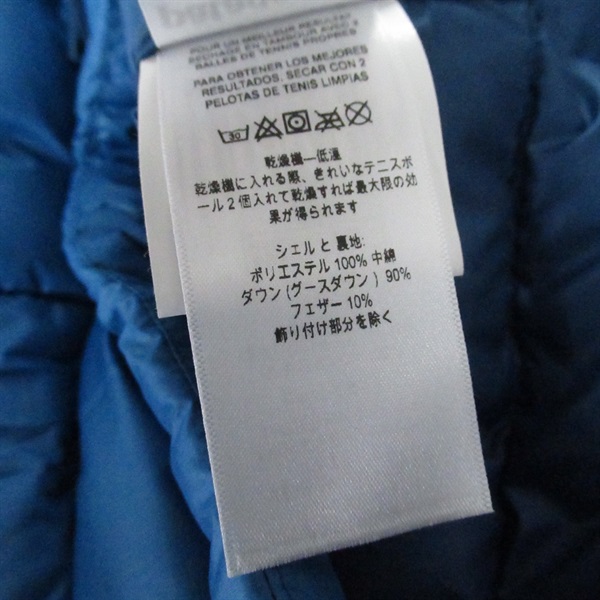 POUR UN MEILLEUR RESULTAT
SECHAGE EN TAMBOUR AVEC 2
BALLES DE TENNIS PROPRES
PARA OBTENER LOS MEJORES
RESULTADOS, SECAR CON 2
PELOTAS DE TENIS LIMPIAS
30
乾燥機—低温
乾燥機に入れる際、きれいなテニスボ
ール2個入れて乾燥すれば最大限の効
果が得られます
シェルと裏地:
ポリエステル 100% 中綿
ダウン (グースダウン) 90%
フェザー 10%
飾り付け部分を除く